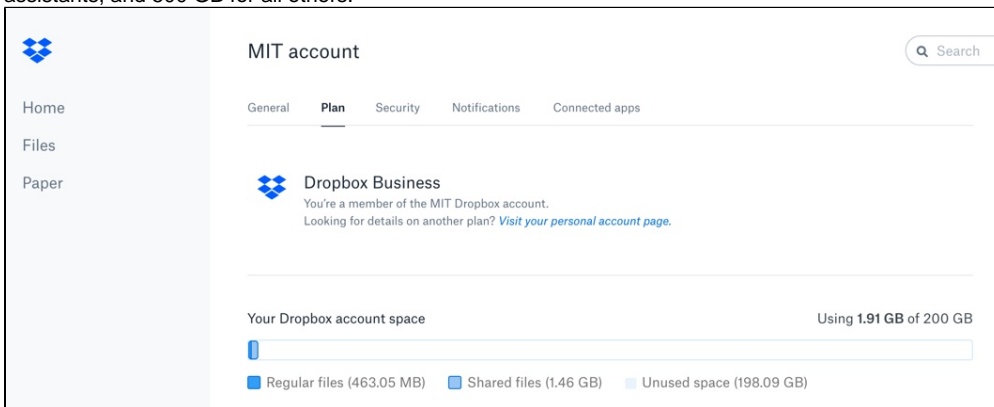 assistants, and 500 GB for all others.
MIT account
Search
Home
Files
Paper
General Plan Security Notifications Connected apps
Dropbox Business
You're a member of the MIT Dropbox account.
Looking for details on another plan? Visit your personal account page.
Your Dropbox account space Using 1.91 GB of 200 GB
Regular files (463.05 MB) Shared files (1.46 GB) Unused space (198.09 GB)